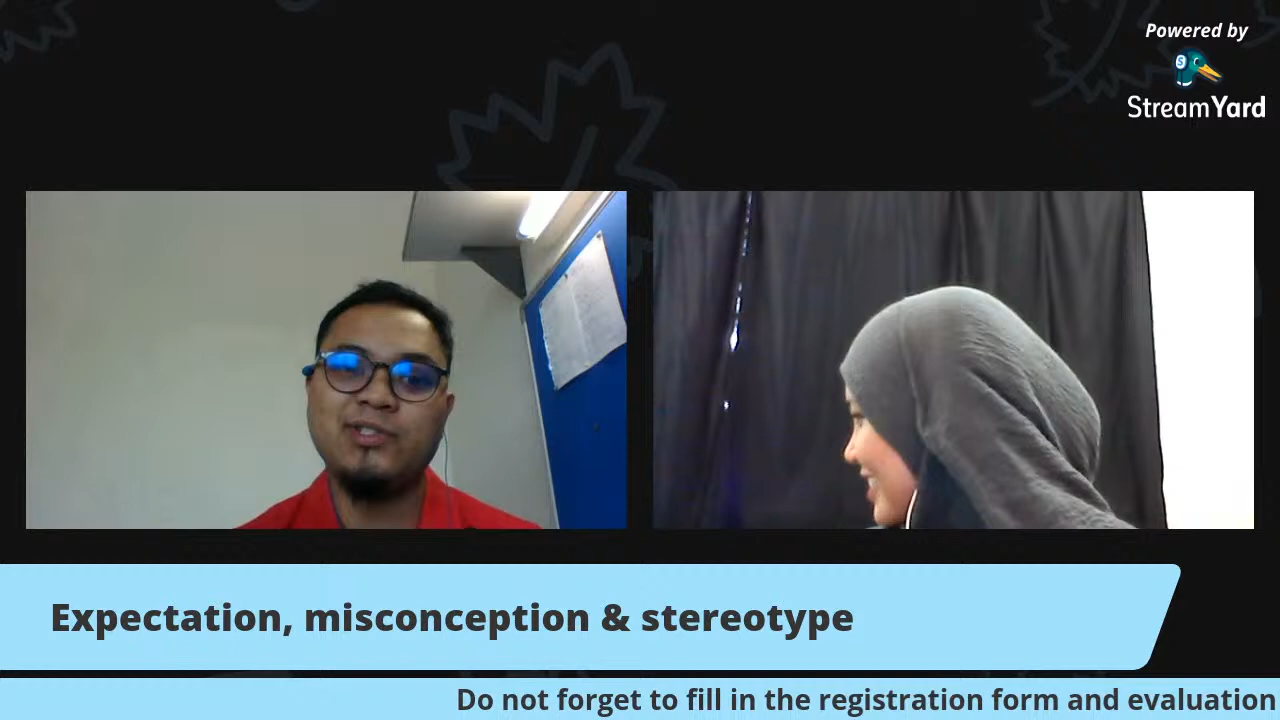 Powered by
StreamYard
Expectation, misconception & stereotype
Do not forget to fill in the registration form and evaluation